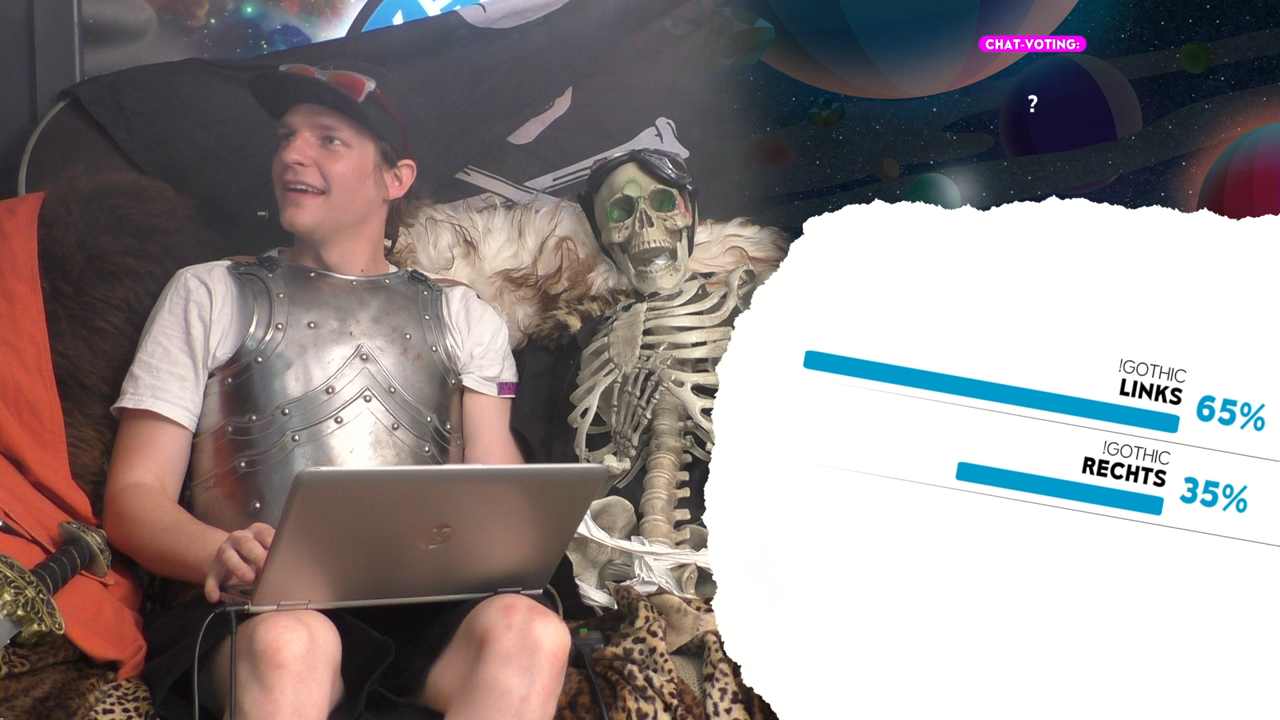 CHAT-VOTING:
?
!GOTHIC
LINKS 65%
!GOTHIC
RECHTS 35%